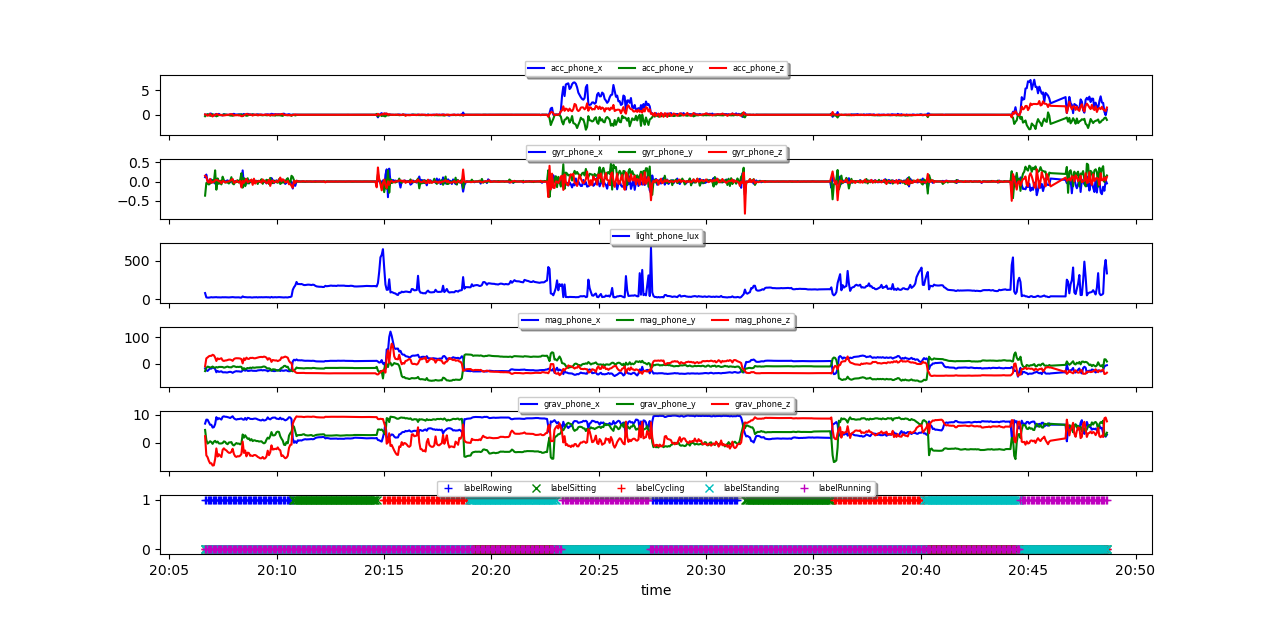 acc_phone_x acc_phone_y acc_phone_z
5
0
gyr_phone_x gyr_phone_y gyr_phone_z
0.5
0.0
−0.5
light_phone_lux
500
0
mag_phone_x mag_phone_y mag_phone_z
100
0
grav_phone_x grav_phone_y grav_phone_z
10
0
labelRowing labelSitting labelCycling labelStanding labelRunning
1
0
20:05 20:10 20:15 20:20 20:25 20:30 20:35 20:40 20:45 20:50
time